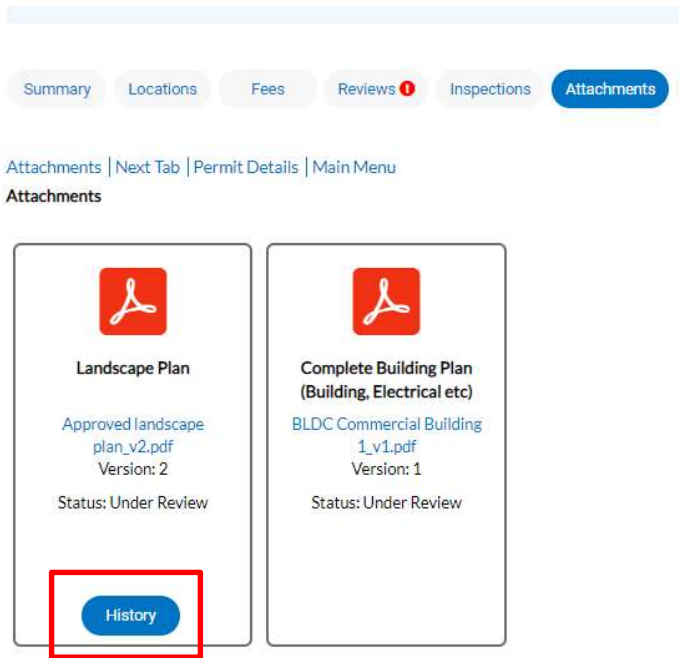 Summary Locations Fees Reviews Inspections Attachments
Attachments | Next Tab | Permit Details | Main Menu
Attachments
Landscape Plan
Approved landscape
plan_v2.pdf
Version: 2
Status: Under Review
History
Complete Building Plan
(Building, Electrical etc)
BLDC Commercial Building
1_v1.pdf
Version: 1
Status: Under Review